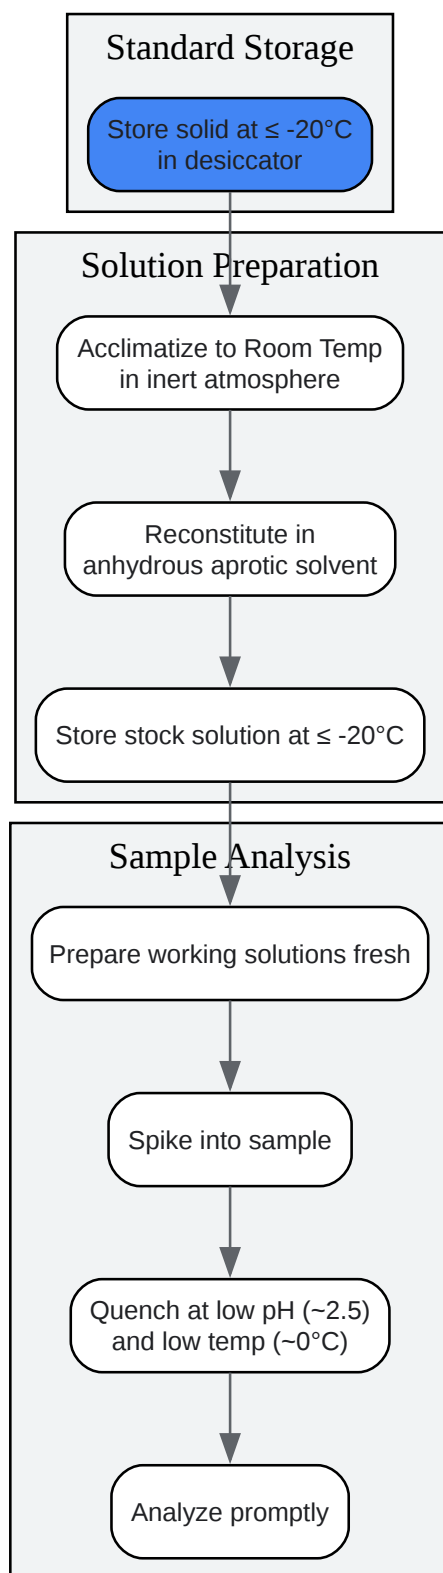 Standard Storage
Store solid at ≤ -20°C
in desiccator
Solution Preparation
Acclimatize to Room Temp
in inert atmosphere
Reconstitute in
anhydrous aprotic solvent
Store stock solution at ≤ -20°C
Sample Analysis
Prepare working solutions fresh
Spike into sample
Quench at low pH (~2.5)
and low temp (~0°C)
Analyze promptly